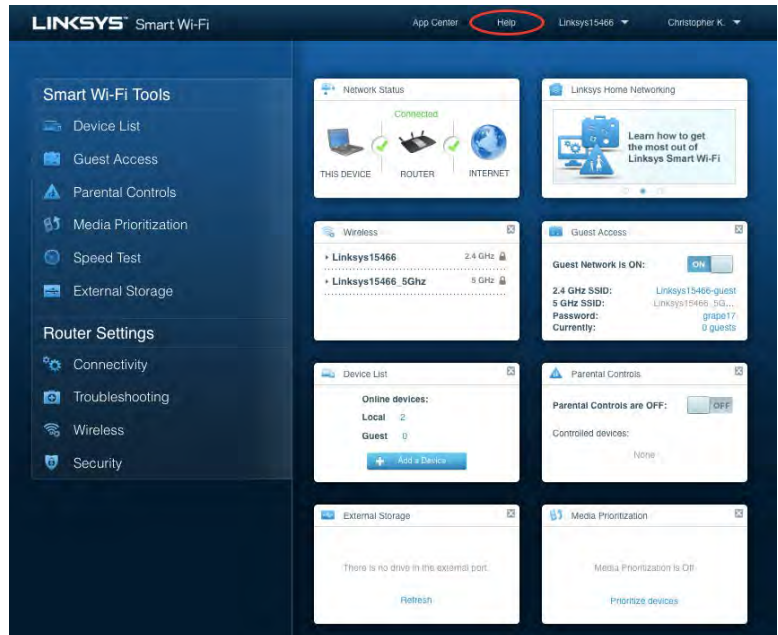 LINKSYS Smart Wi-Fi
App Center
Help
Linksys15466
Christopher K.
Smart Wi-Fi Tools
Device List
Guest Access
Parental Controls
Media Prioritization
Speed Test
External Storage
Router Settings
Connectivity
Troubleshooting
Wireless
Security
Network Status
Connected
THIS DEVICE
ROUTER
INTERNET
Linksys Home Networking
Learn how to get
the most out of
Linksys Smart Wi-Fi
Wireless
Linksys15466 2.4 GHz
Linksys15466_5Ghz 5 GHz
Guest Access
Guest Network is ON: ON
2.4 GHz SSID: Linksys15466-guest
5 GHz SSID: Linksys15466_5G...
Password: grape17
Currently: 0 guests
Device List
Online devices:
Local 2
Guest 0
Add a Device
Parental Controls
Parental Controls are OFF: OFF
Controlled devices:
None
External Storage
There is no drive in the external port.
Refresh
Media Prioritization
Media Prioritization is Off
Prioritize devices